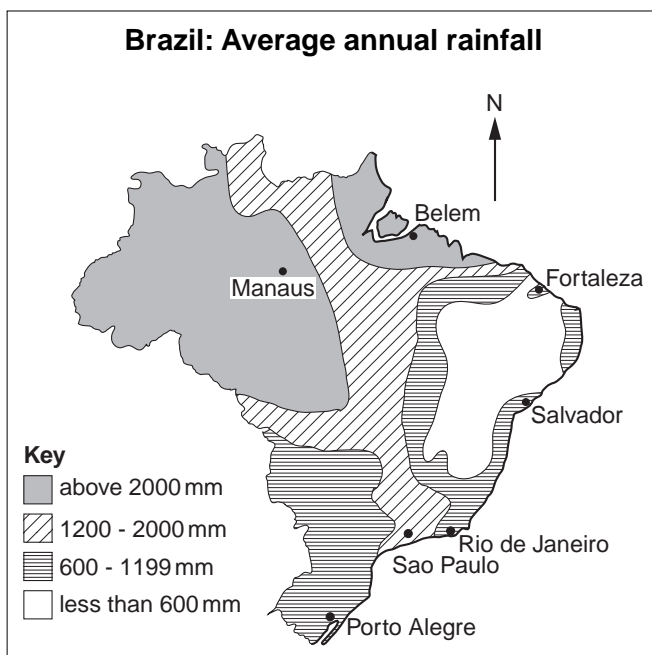 Brazil: Average annual rainfall
N
Belem
Manaus
Fortaleza
Salvador
Key
above 2000 mm
1200 - 2000 mm
600 - 1199 mm
less than 600 mm
Rio de Janeiro
Sao Paulo
Porto Alegre